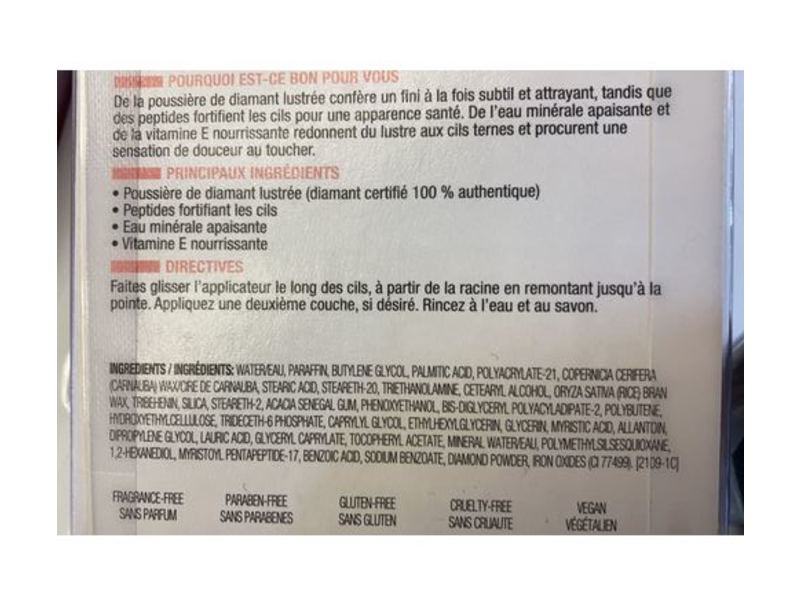 POURQUOI EST-CE BON POUR VOUS
De la poussière de diamant lustrée confère un fini à la fois subtil et attrayant, tandis que
des peptides fortifient les cils pour une apparence santé. De l'eau minérale apaisante et
de la vitamine E nourrissante redonnent du lustre aux cils ternes et procurent une
sensation de douceur au toucher.
PRINCIPAUX INGRÉDIENTS
• Poussière de diamant lustrée (diamant certifié 100 % authentique)
• Peptides fortifiant les cils
• Eau minérale apaisante
• Vitamine E nourrissante
DIRECTIVES
Faites glisser l'applicateur le long des cils, à partir de la racine en remontant jusqu'à la
pointe. Appliquez une deuxième couche, si désiré. Rincez à l'eau et au savon.
INGREDIENTS / INGRÉDIENTS: WATER/EAU, PARAFFIN, BUTYLENE GLYCOL, PALMITIC ACID, POLYACRYLATE-21, COPERNICIA CERIFERA
(CARNAUBA) WAX/CIRE DE CARNAUBA, STEARIC ACID, STEARETH-20, TRIETHANOLAMINE, CETEARYL ALCOHOL, ORYZA SATIVA (RICE) BRAN
WAX, TRIBEHENIN, SILICA, STEARETH-2, ACACIA SENEGAL GUM, PHENOXYETHANOL, BIS-DIGLYCERYL POLYACYLADIPATE-2, POLYBUTENE,
HYDROXYETHYLCELLULOSE, TRIDECETH-6 PHOSPHATE, CAPRYLYL GLYCOL, ETHYLHEXYLGLYCERIN, GLYCERIN, MYRISTIC ACID, ALLANTOIN,
DIPROPYLENE GLYCOL, LAURIC ACID, GLYCERYL CAPRYLATE, TOCOPHERYL ACETATE, MINERAL WATER/EAU, POLYMETHYLSILSESQUIOXANE,
1,2-HEXANEDIOL, MYRISTOYL PENTAPEPTIDE-17, BENZOIC ACID, SODIUM BENZOATE, DIAMOND POWDER, IRON OXIDES (CI 77499). [2109-1C]
FRAGRANCE-FREE PARABEN-FREE GLUTEN-FREE CRUELTY-FREE VEGAN
SANS PARFUM SANS PARABENES SANS GLUTEN SANS CRUAUTE VÉGÉTALIEN